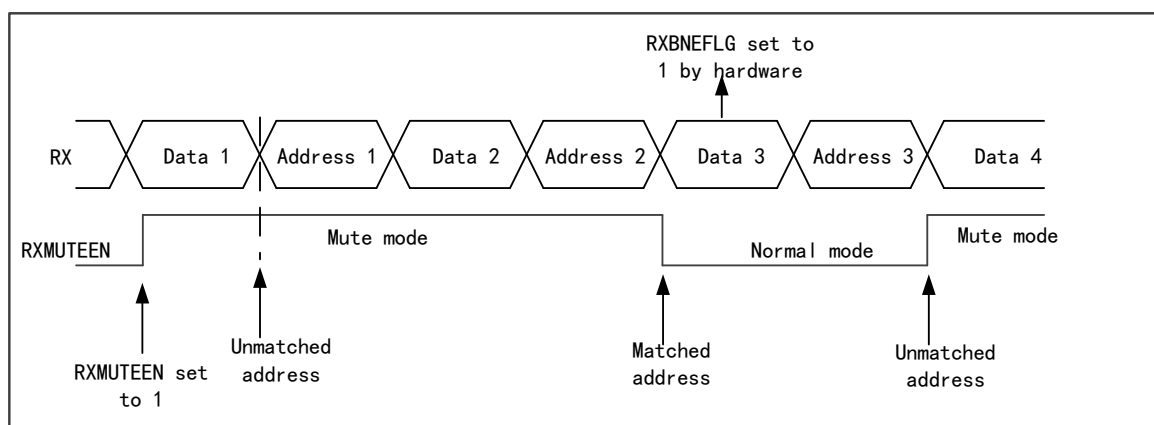 RXBNEFLG set to
1 by hardware
RX
Data 1
Address 1
Data 2
Address 2
Data 3
Address 3
Data 4
RXMUTEEN
Mute mode
Normal mode
Mute mode
RXMUTEEN set
to 1
Unmatched
address
Matched
address
Unmatched
address